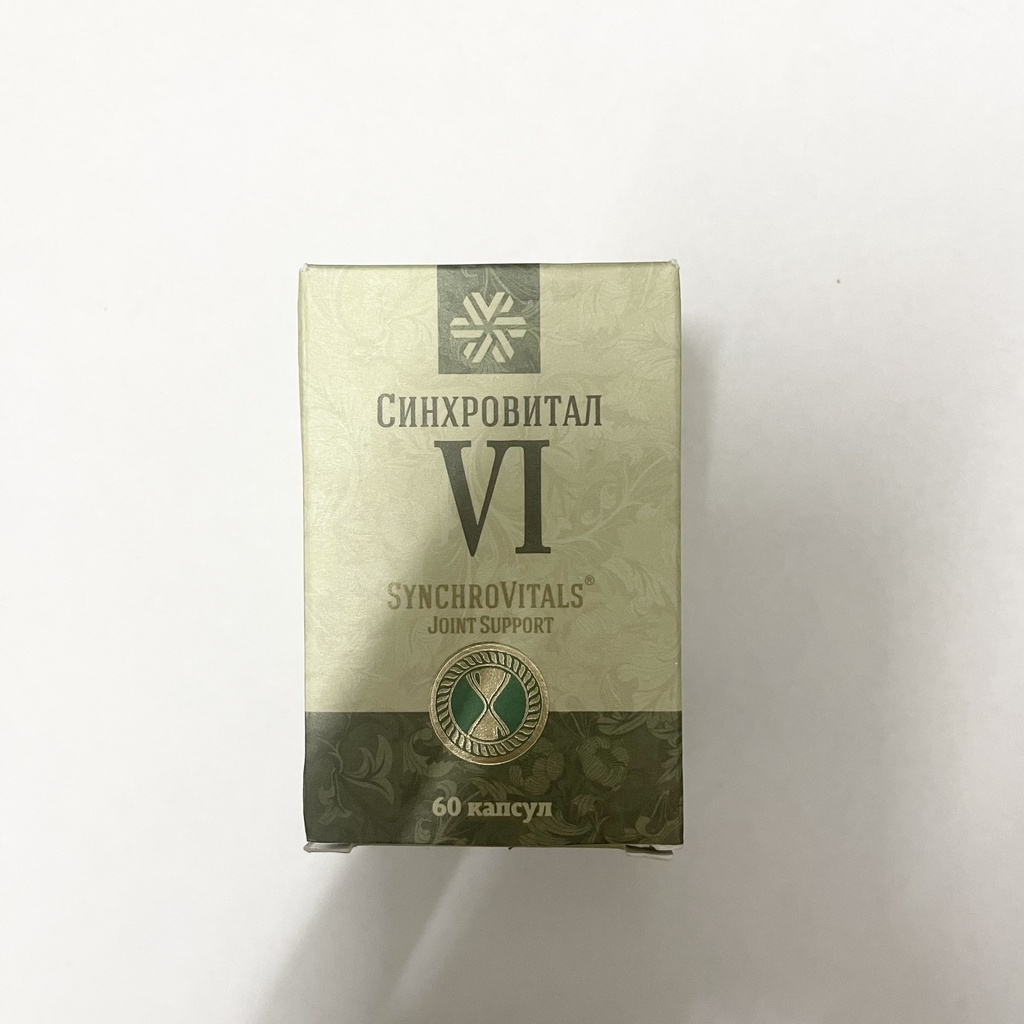 Синхровитал
VI
SynchroVitals®
Joint Support
60 капсул